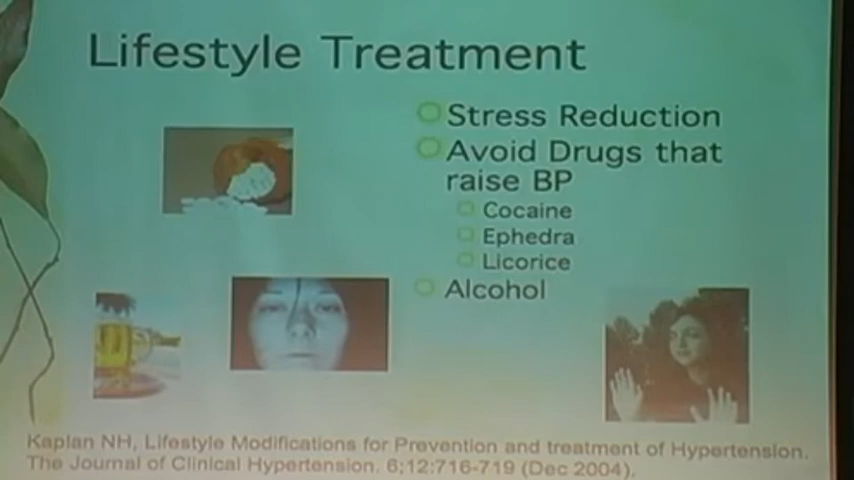 Lifestyle Treatment
Stress Reduction
Avoid Drugs that
raise BP
Cocaine
Ephedra
Licorice
Alcohol
Kaplan NH, Lifestyle Modifications for Prevention and treatment of Hypertension.
The Journal of Clinical Hypertension. 6;12:716-719 (Dec 2004).